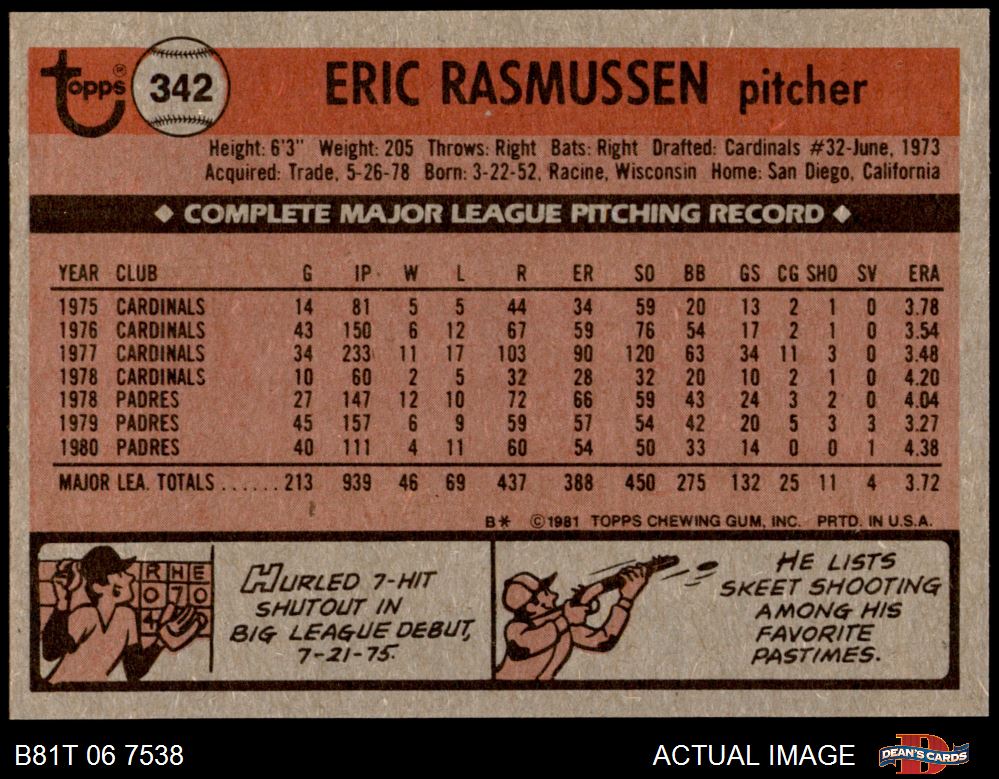 Topps® 342 ERIC RASMUSSEN pitcher
Height: 6'3" Weight: 205 Throws: Right Bats: Right Drafted: Cardinals #32-June, 1973
Acquired: Trade, 5-26-78 Born: 3-22-52, Racine, Wisconsin Home: San Diego, California
◆ COMPLETE MAJOR LEAGUE PITCHING RECORD ◆
YEAR CLUB G IP W L R ER SO BB GS CG SHO SV ERA
1975 CARDINALS 14 81 5 5 44 34 59 20 13 2 1 0 3.78
1976 CARDINALS 43 150 6 12 67 59 76 54 17 2 1 0 3.54
1977 CARDINALS 34 233 11 17 103 90 120 63 34 11 3 0 3.48
1978 CARDINALS 10 60 2 5 32 28 32 20 10 2 1 0 4.20
1978 PADRES 27 147 12 10 72 66 59 43 24 3 2 0 4.04
1979 PADRES 45 157 6 9 59 57 54 42 20 5 3 3 3.27
1980 PADRES 40 111 4 11 60 54 50 33 14 0 0 1 4.38
MAJOR LEA. TOTALS ...... 213 939 46 69 437 388 450 275 132 25 11 4 3.72
B* ©1981 TOPPS CHEWING GUM, INC. PRTD. IN U.S.A.
R H E
0 7 0
4
HURLED 7-HIT
SHUTOUT IN
BIG LEAGUE DEBUT,
7-21-75.
HE LISTS
SKEET SHOOTING
AMONG HIS
FAVORITE
PASTIMES.
B81T 06 7538 ACTUAL IMAGE DEAN'S CARDS